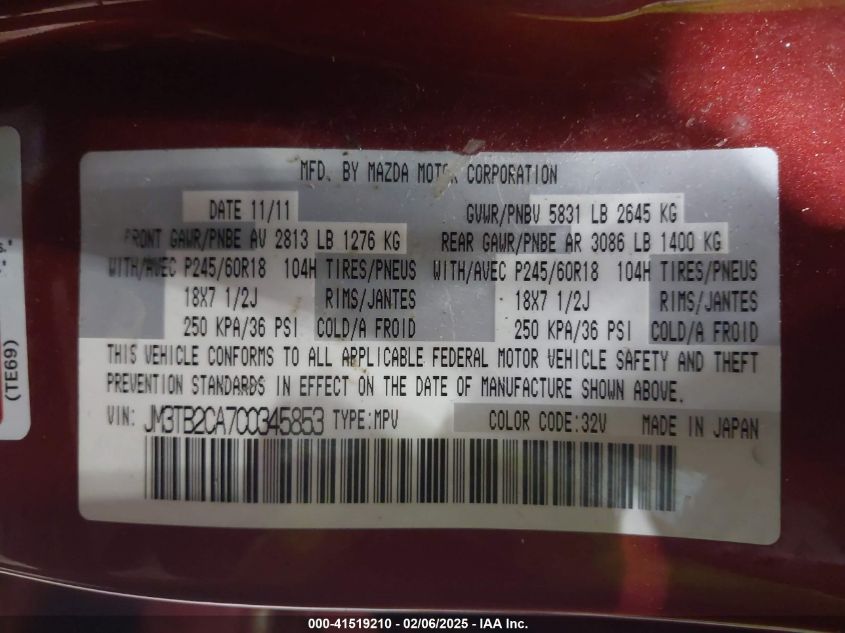 MFD. BY MAZDA MOTOR CORPORATION
DATE 11/11 GVWR/PNBV 5831 LB 2645 KG
FRONT GAWR/PNBE AV 2813 LB 1276 KG REAR GAWR/PNBE AR 3086 LB 1400 KG
WITH/AVEC P245/60R18 104H TIRES/PNEUS WITH/AVEC P245/60R18 104H TIRES/PNEUS
18X7 1/2J RIMS/JANTES 18X7 1/2J RIMS/JANTES
250 KPA/36 PSI COLD/A FROID 250 KPA/36 PSI COLD/A FROID
THIS VEHICLE CONFORMS TO ALL APPLICABLE FEDERAL MOTOR VEHICLE SAFETY AND THEFT
PREVENTION STANDARDS IN EFFECT ON THE DATE OF MANUFACTURE SHOWN ABOVE.
VIN: JM3TB2CA7C0345853 TYPE:MPV COLOR CODE:32V MADE IN JAPAN
(TE69)
000-41519210 - 02/06/2025 - IAA Inc.